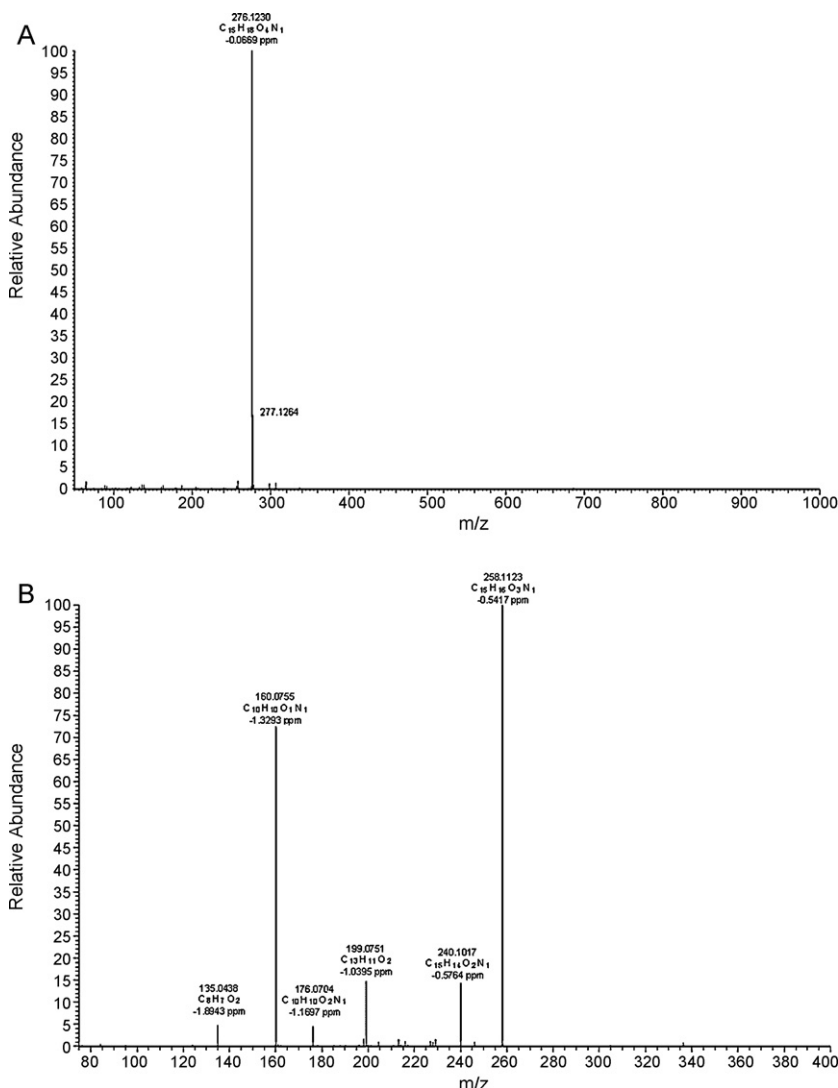 A
276.1230
C15H18O4N1
-0.0669 ppm
100
95
90
85
80
75
70
65
60
55
50
45
40
35
30
25
20
15
10
5
0
Relative Abundance
277.1264
100 200 300 400 500 600 700 800 900 1000
m/z
B
258.1123
C15H16O3N1
-0.5417 ppm
100
95
90
85
80
75
70
65
60
55
50
45
40
35
30
25
20
15
10
5
0
Relative Abundance
160.0755
C10H10O1N1
-1.3293 ppm
199.0751
C13H11O2
-1.0395 ppm
240.1017
C15H14O2N1
-0.5764 ppm
135.0438
C8H7O2
-1.8943 ppm
176.0704
C10H10O2N1
-1.1697 ppm
80 100 120 140 160 180 200 220 240 260 280 300 320 340 360 380 400
m/z